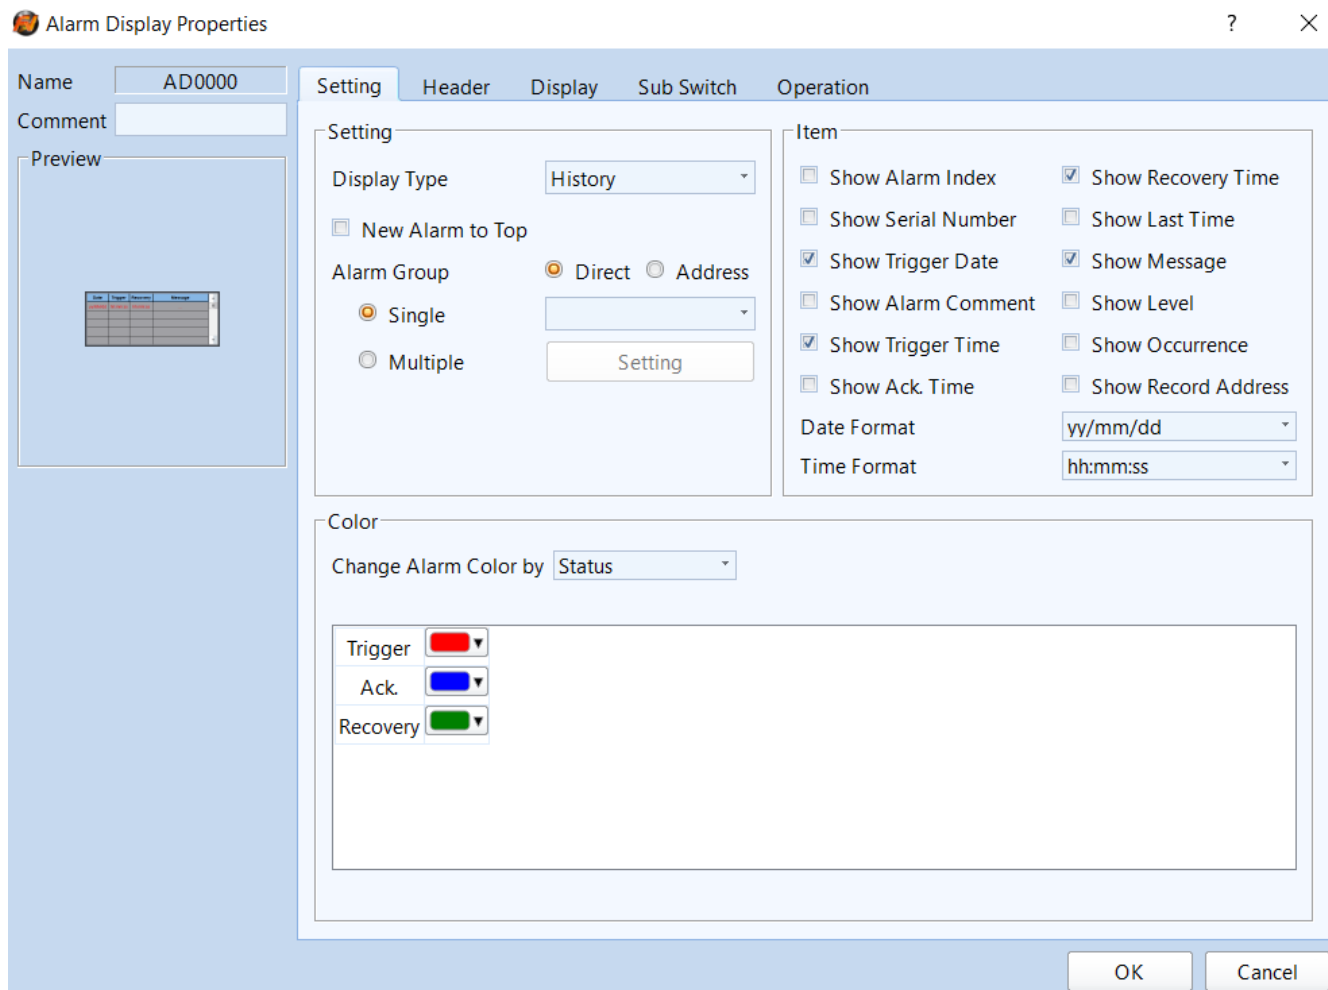 Alarm Display Properties
?
Name AD0000
Comment
Preview
Date Trigger Recovery Message
Setting Header Display Sub Switch Operation
Setting
Display Type History
New Alarm to Top
Alarm Group Direct Address
Single
Multiple Setting
Item
Show Alarm Index Show Recovery Time
Show Serial Number Show Last Time
Show Trigger Date Show Message
Show Alarm Comment Show Level
Show Trigger Time Show Occurrence
Show Ack. Time Show Record Address
Date Format yy/mm/dd
Time Format hh:mm:ss
Color
Change Alarm Color by Status
Trigger
Ack.
Recovery
OK Cancel